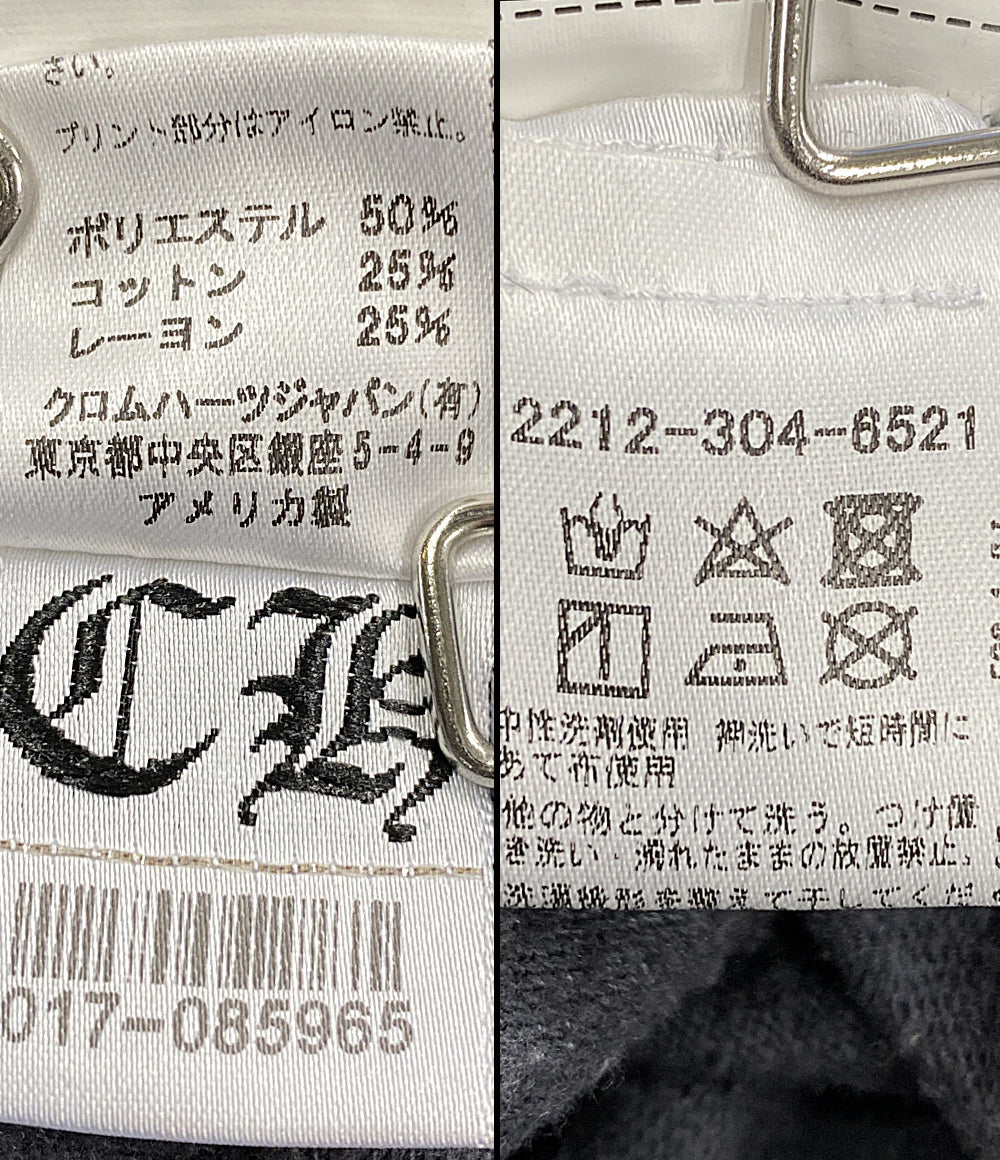 さい。
プリント部分はアイロン禁止。
ポリエステル 50%
コットン 25%
レーヨン 25%
クロムハーツジャパン(有)
東京都中央区銀座5-4-9
アメリカ製
CH
017-085965
2212-304-6521
中性洗剤使用 押洗いで短時間に
あて布使用
他の物と分けて洗う。つけ置
き洗い・濡れたままの放置禁止。